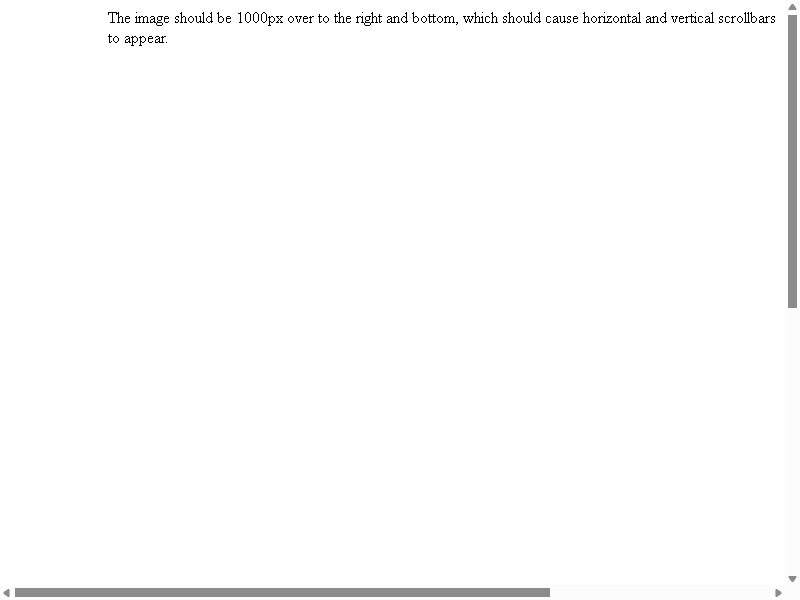 The image should be 1000px over to the right and bottom, which should cause horizontal and vertical scrollbars
to appear.